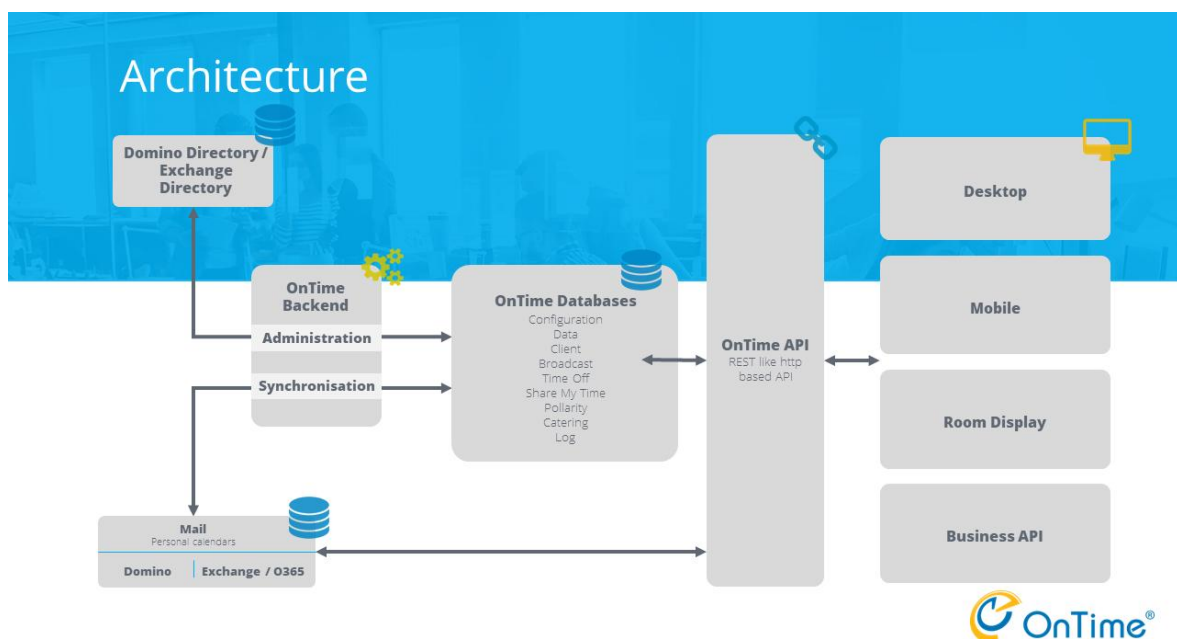 Architecture
Domino Directory /
Exchange
Directory
OnTime
Backend
Administration
Synchronisation
OnTime Databases
Configuration
Data
Client
Broadcast
Time Off
Share My Time
Pollarity
Catering
Log
Mail
Personal calendars
Domino
Exchange / O365
OnTime API
REST like http
based API
Desktop
Mobile
Room Display
Business API
OnTime®